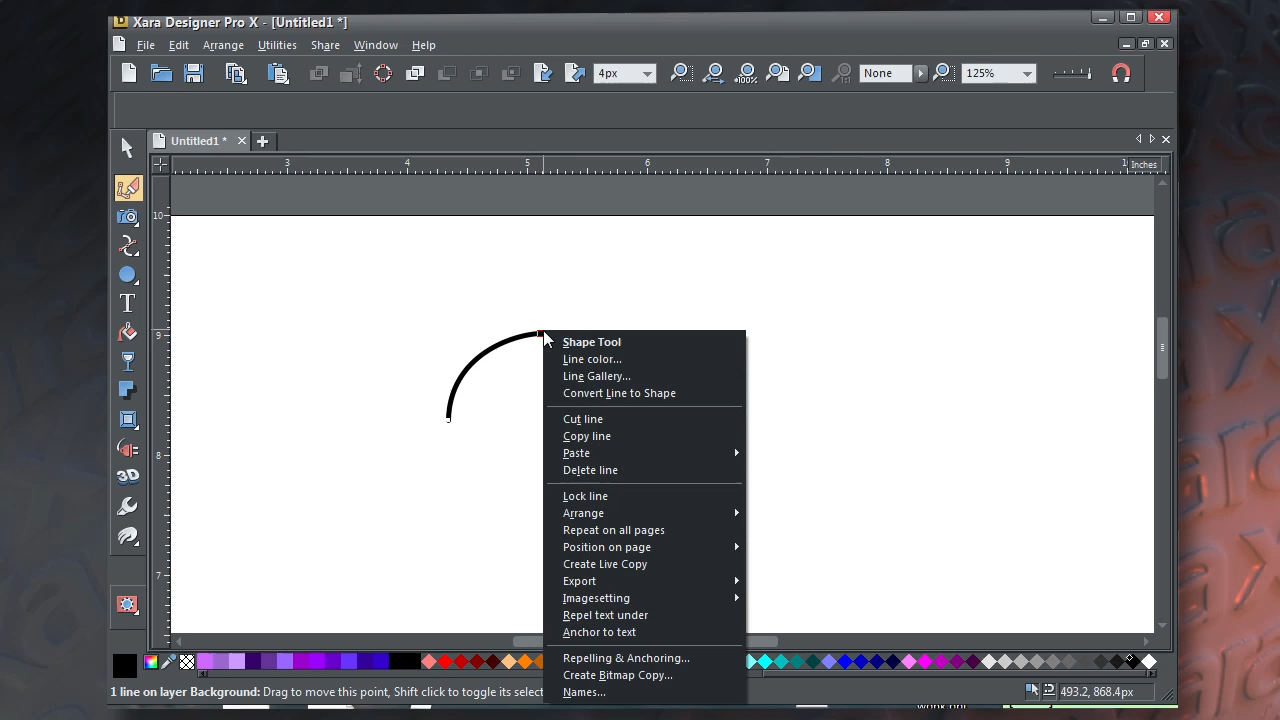 Xara Designer Pro X - [Untitled1 *]
File Edit Arrange Utilities Share Window Help
4px +100% None 125%
Untitled1 *
3 4 5 6 7 8 9 1 Inches
10
9
8
7
T
3D
Shape Tool
Line color...
Line Gallery...
Convert Line to Shape
Cut line
Copy line
Paste
Delete line
Lock line
Arrange
Repeat on all pages
Position on page
Create Live Copy
Export
Imagesetting
Repel text under
Anchor to text
Repelling & Anchoring...
Create Bitmap Copy...
Names...
1 line on layer Background: Drag to move this point, Shift click to toggle its select
493.2, 868.4px